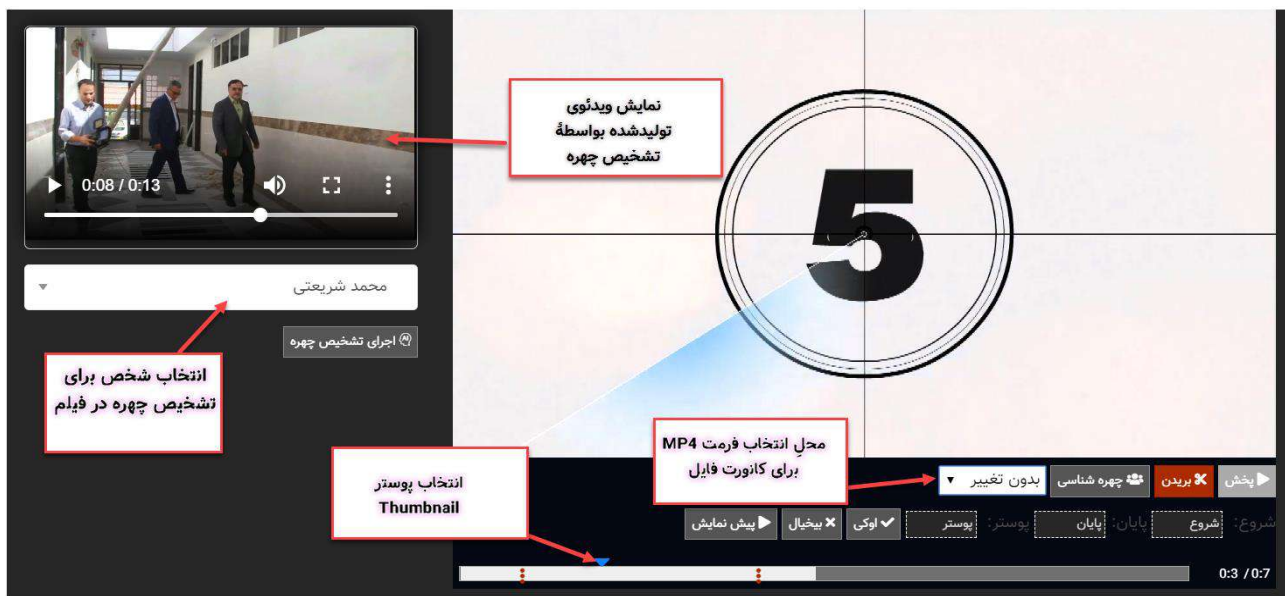 نمایش ویدئوی
تولیدشده بواسطهٔ
تشخیص چهره
5
0:08 / 0:13
محمد شریعتی
اجرای تشخیص چهره
انتخاب شخص برای
تشخیص چهره در فیلم
محلِ انتخاب فرمت MP4
برای کانورت فایل
انتخاب پوستر
Thumbnail
پخش بریدن چهره شناسی بدون تغییر
شروع: شروع پایان: پایان پوستر: پوستر اوکی بیخیال پیش نمایش
0:3 / 0:7